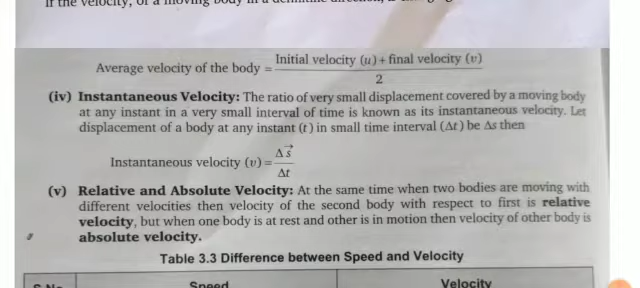 Average velocity of the body = Initial velocity (u) + final velocity (v) / 2
(iv) Instantaneous Velocity: The ratio of very small displacement covered by a moving body
at any instant in a very small interval of time is known as its instantaneous velocity. Let
displacement of a body at any instant (t) in small time interval (Δt) be Δs then
Instantaneous velocity (v) = Δs⃗ / Δt
(v) Relative and Absolute Velocity: At the same time when two bodies are moving with
different velocities then velocity of the second body with respect to first is relative
velocity, but when one body is at rest and other is in motion then velocity of other body is
absolute velocity.
Table 3.3 Difference between Speed and Velocity
Speed Velocity